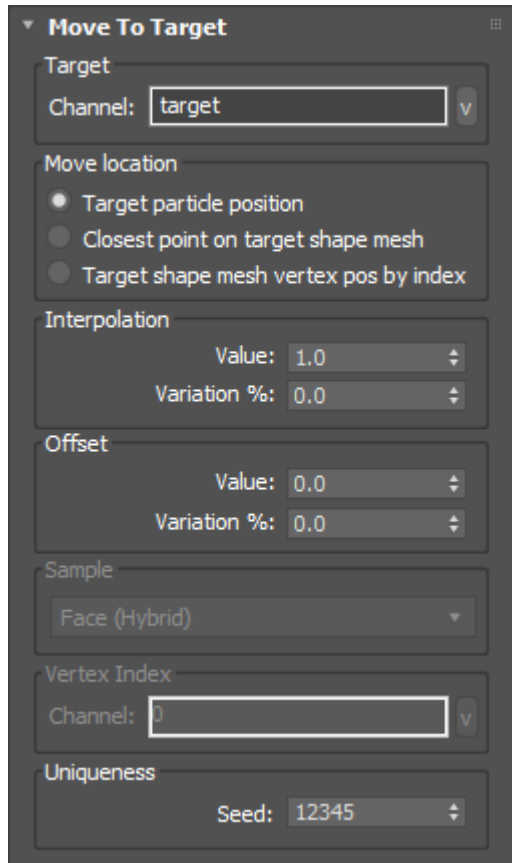 Move To Target
Target
Channel: target v
Move location
Target particle position
Closest point on target shape mesh
Target shape mesh vertex pos by index
Interpolation
Value: 1.0
Variation %: 0.0
Offset
Value: 0.0
Variation %: 0.0
Sample
Face (Hybrid)
Vertex Index
Channel: 0 v
Uniqueness
Seed: 12345